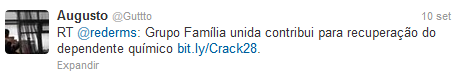 Augusto @Guttto 10 set
RT @rederms: Grupo Família unida contribui para recuperação do
dependente químico bit.ly/Crack28.
Expandir